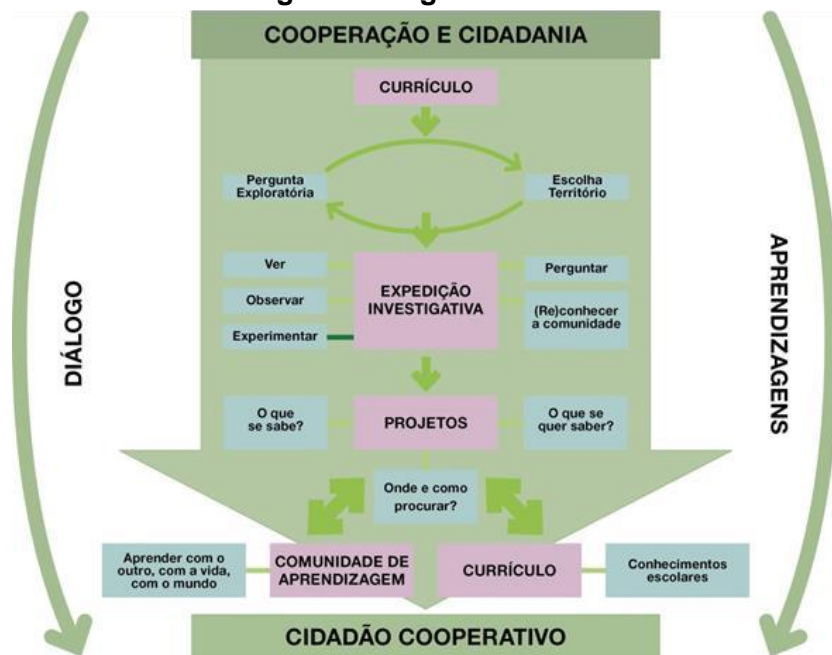 COOPERAÇÃO E CIDADANIA
CURRÍCULO
Pergunta
Exploratória
Escolha
Território
Ver
Observar
Experimentar
EXPEDIÇÃO
INVESTIGATIVA
Perguntar
(Re)conhecer
a comunidade
DIÁLOGO
APRENDIZAGENS
O que
se sabe?
PROJETOS
O que se
quer saber?
Onde e como
procurar?
Aprender com o
outro, com a vida,
com o mundo
COMUNIDADE DE
APRENDIZAGEM
CURRÍCULO
Conhecimentos
escolares
CIDADÃO COOPERATIVO